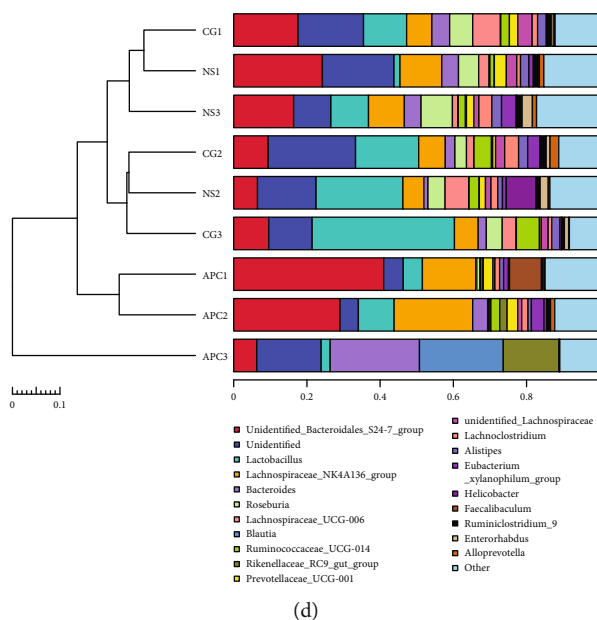 CG1
NS1
NS3
CG2
NS2
CG3
APC1
APC2
APC3
0 0.1
0 0.2 0.4 0.6 0.8
Unidentified_Bacteroidales_S24-7_group
Unidentified
Lactobacillus
Lachnospiraceae_NK4A136_group
Bacteroides
Roseburia
Lachnospiraceae_UCG-006
Blautia
Ruminococcaceae_UCG-014
Rikenellaceae_RC9_gut_group
Prevotellaceae_UCG-001
unidentified_Lachnospiraceae
Lachnoclostridium
Alistipes
Eubacterium
_xylanophilum_group
Helicobacter
Faecalibaculum
Ruminiclostridium_9
Enterorhabdus
Alloprevotella
Other
(d)